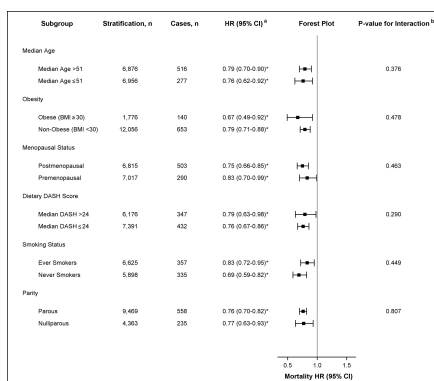 Subgroup Stratification, n Cases, n HR (95% CI) a Forest Plot P-value for Interaction b
Median Age
Median Age >51 6,876 516 0.79 (0.70-0.90)* 0.376
Median Age ≤51 6,956 277 0.76 (0.62-0.92)*
Obesity
Obese (BMI ≥30) 1,776 140 0.67 (0.49-0.92)* 0.478
Non-Obese (BMI <30) 12,056 653 0.79 (0.71-0.88)*
Menopausal Status
Postmenopausal 6,815 503 0.75 (0.66-0.85)* 0.463
Premenopausal 7,017 290 0.83 (0.70-0.99)*
Dietary DASH Score
Median DASH >24 6,176 347 0.79 (0.63-0.98)* 0.290
Median DASH ≤24 7,391 432 0.76 (0.67-0.86)*
Smoking Status
Ever Smokers 6,625 357 0.83 (0.72-0.95)* 0.449
Never Smokers 5,898 335 0.69 (0.59-0.82)*
Parity
Parous 9,469 558 0.76 (0.70-0.82)* 0.807
Nulliparous 4,363 235 0.77 (0.63-0.93)*
0.5 1.0 1.5
Mortality HR (95% CI)